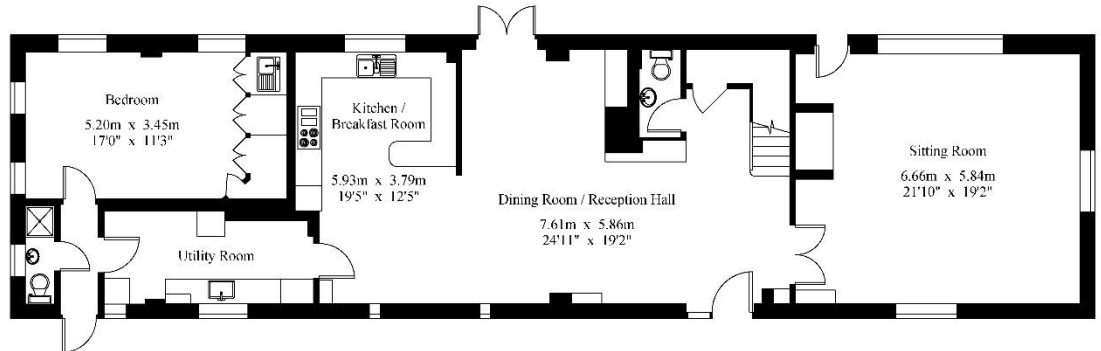 Bedroom
5.20m x 3.45m
17'0" x 11'3"
Kitchen /
Breakfast Room
5.93m x 3.79m
19'5" x 12'5"
Dining Room / Reception Hall
7.61m x 5.86m
24'11" x 19'2"
Sitting Room
6.66m x 5.84m
21'10" x 19'2"
Utility Room